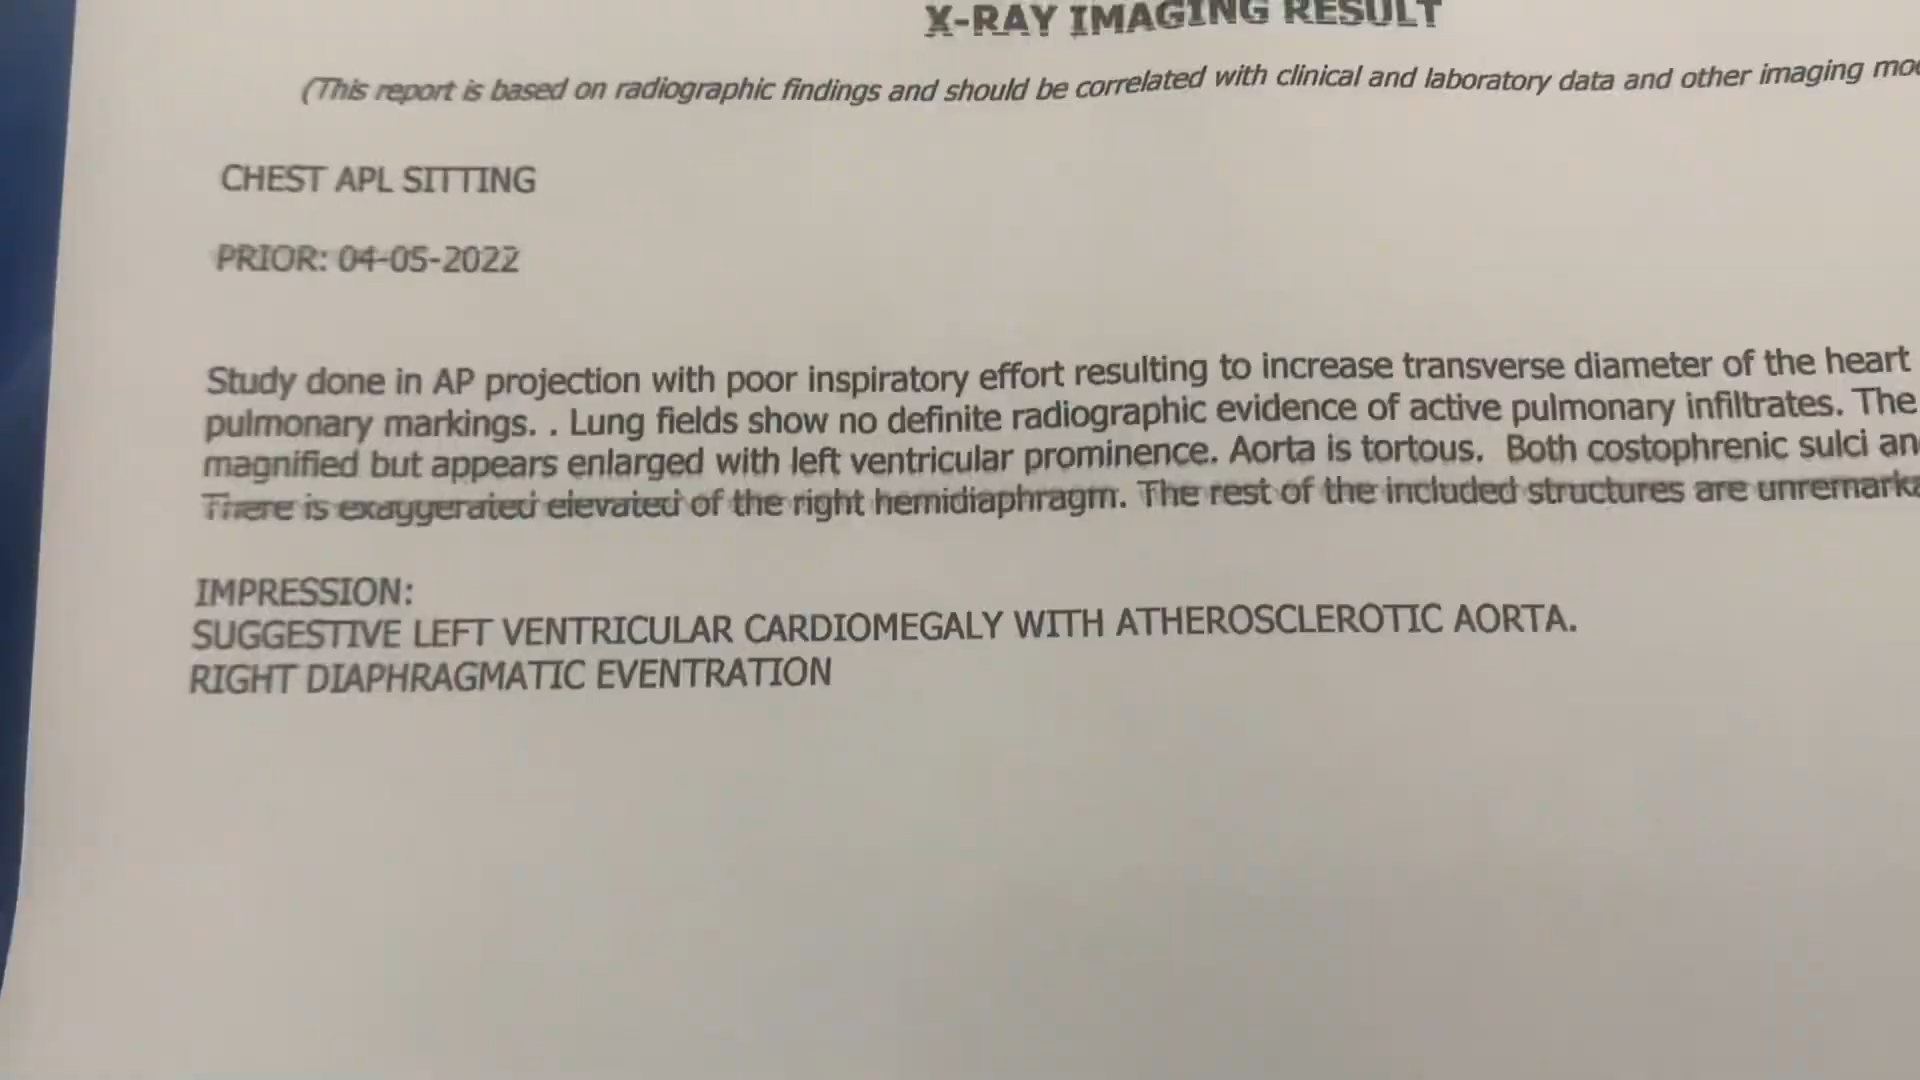 X-RAY IMAGING RESULT
(This report is based on radiographic findings and should be correlated with clinical and laboratory data and other imaging
CHEST APL SITTING
PRIOR: 04-05-2022
Study done in AP projection with poor inspiratory effort resulting to increase transverse diameter of the heart
pulmonary markings. . Lung fields show no definite radiographic evidence of active pulmonary infiltrates. The
magnified but appears enlarged with left ventricular prominence. Aorta is tortous. Both costophrenic sulci
There is exaggerated elevated of the right hemidiaphragm. The rest of the included structures are
IMPRESSION:
SUGGESTIVE LEFT VENTRICULAR CARDIOMEGALY WITH ATHEROSCLEROTIC AORTA.
RIGHT DIAPHRAGMATIC EVENTRATION